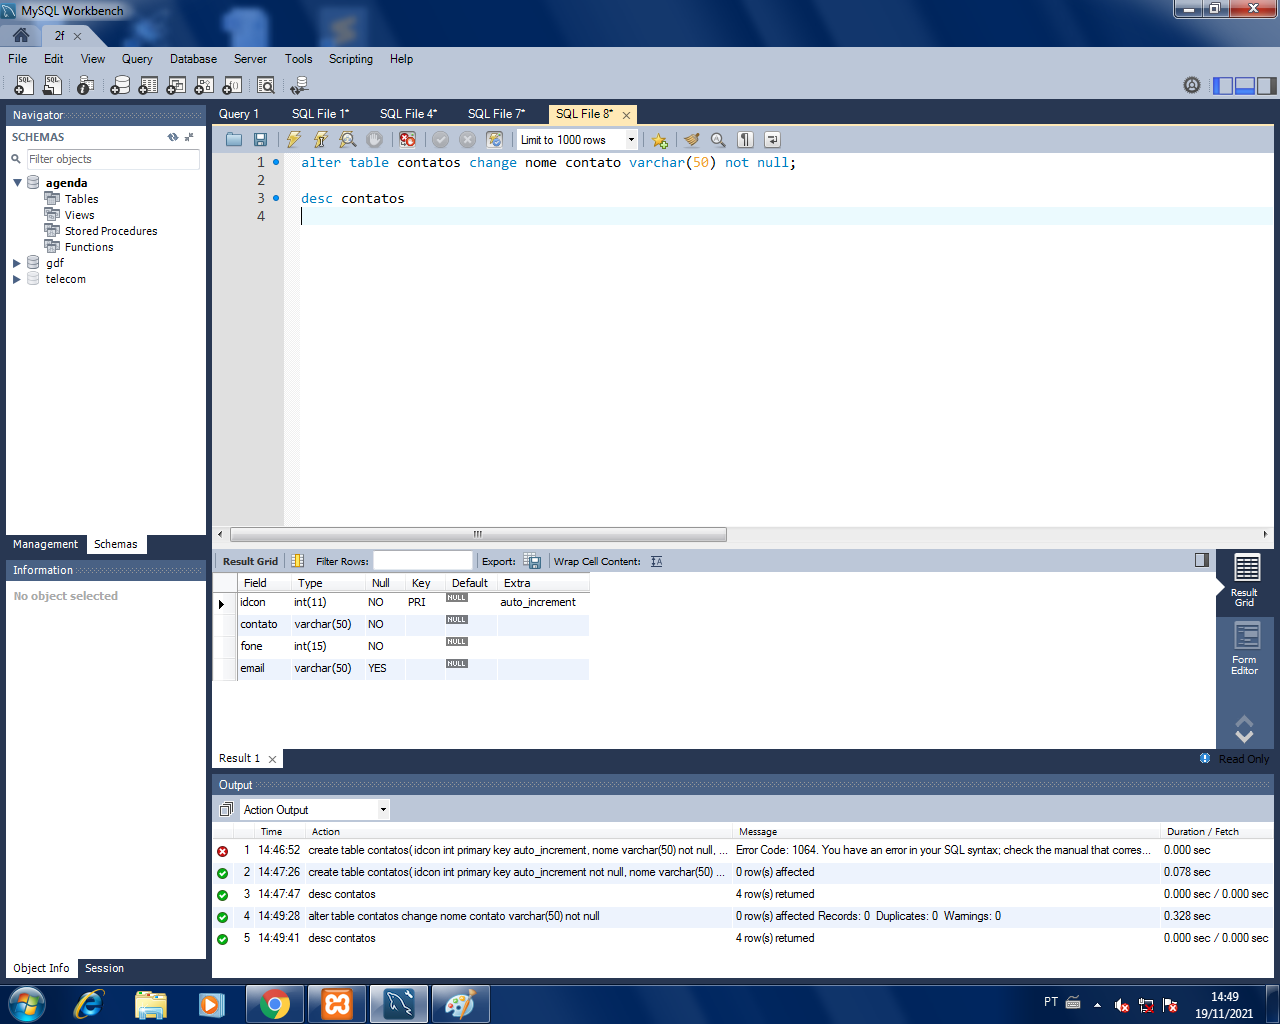 MySQL Workbench
2f
File Edit View Query Database Server Tools Scripting Help
Navigator
SCHEMAS
Filter objects
agenda
Tables
Views
Stored Procedures
Functions
gdf
telecom
Management Schemas
Information
No object selected
Object Info Session
Query 1 SQL File 1* SQL File 4* SQL File 7* SQL File 8*
Limit to 1000 rows
1 alter table contatos change nome contato varchar(50) not null;
2
3 desc contatos
4
Result Grid Filter Rows: Export: Wrap Cell Content:
Field Type Null Key Default Extra
idcon int(11) NO PRI NULL auto_increment
contato varchar(50) NO NULL
fone int(15) NO NULL
email varchar(50) YES NULL
Result Grid
Form Editor
Result 1
Read Only
Output
Action Output
Time Action Message Duration / Fetch
1 14:46:52 create table contatos( idcon int primary key auto_increment, nome varchar(50) not null, ... Error Code: 1064. You have an error in your SQL syntax; check the manual that corres... 0.000 sec
2 14:47:26 create table contatos( idcon int primary key auto_increment not null, nome varchar(50) ... 0 row(s) affected 0.078 sec
3 14:47:47 desc contatos 4 row(s) returned 0.000 sec / 0.000 sec
4 14:49:28 alter table contatos change nome contato varchar(50) not null 0 row(s) affected Records: 0 Duplicates: 0 Warnings: 0 0.328 sec
5 14:49:41 desc contatos 4 row(s) returned 0.000 sec / 0.000 sec
PT
14:49
19/11/2021